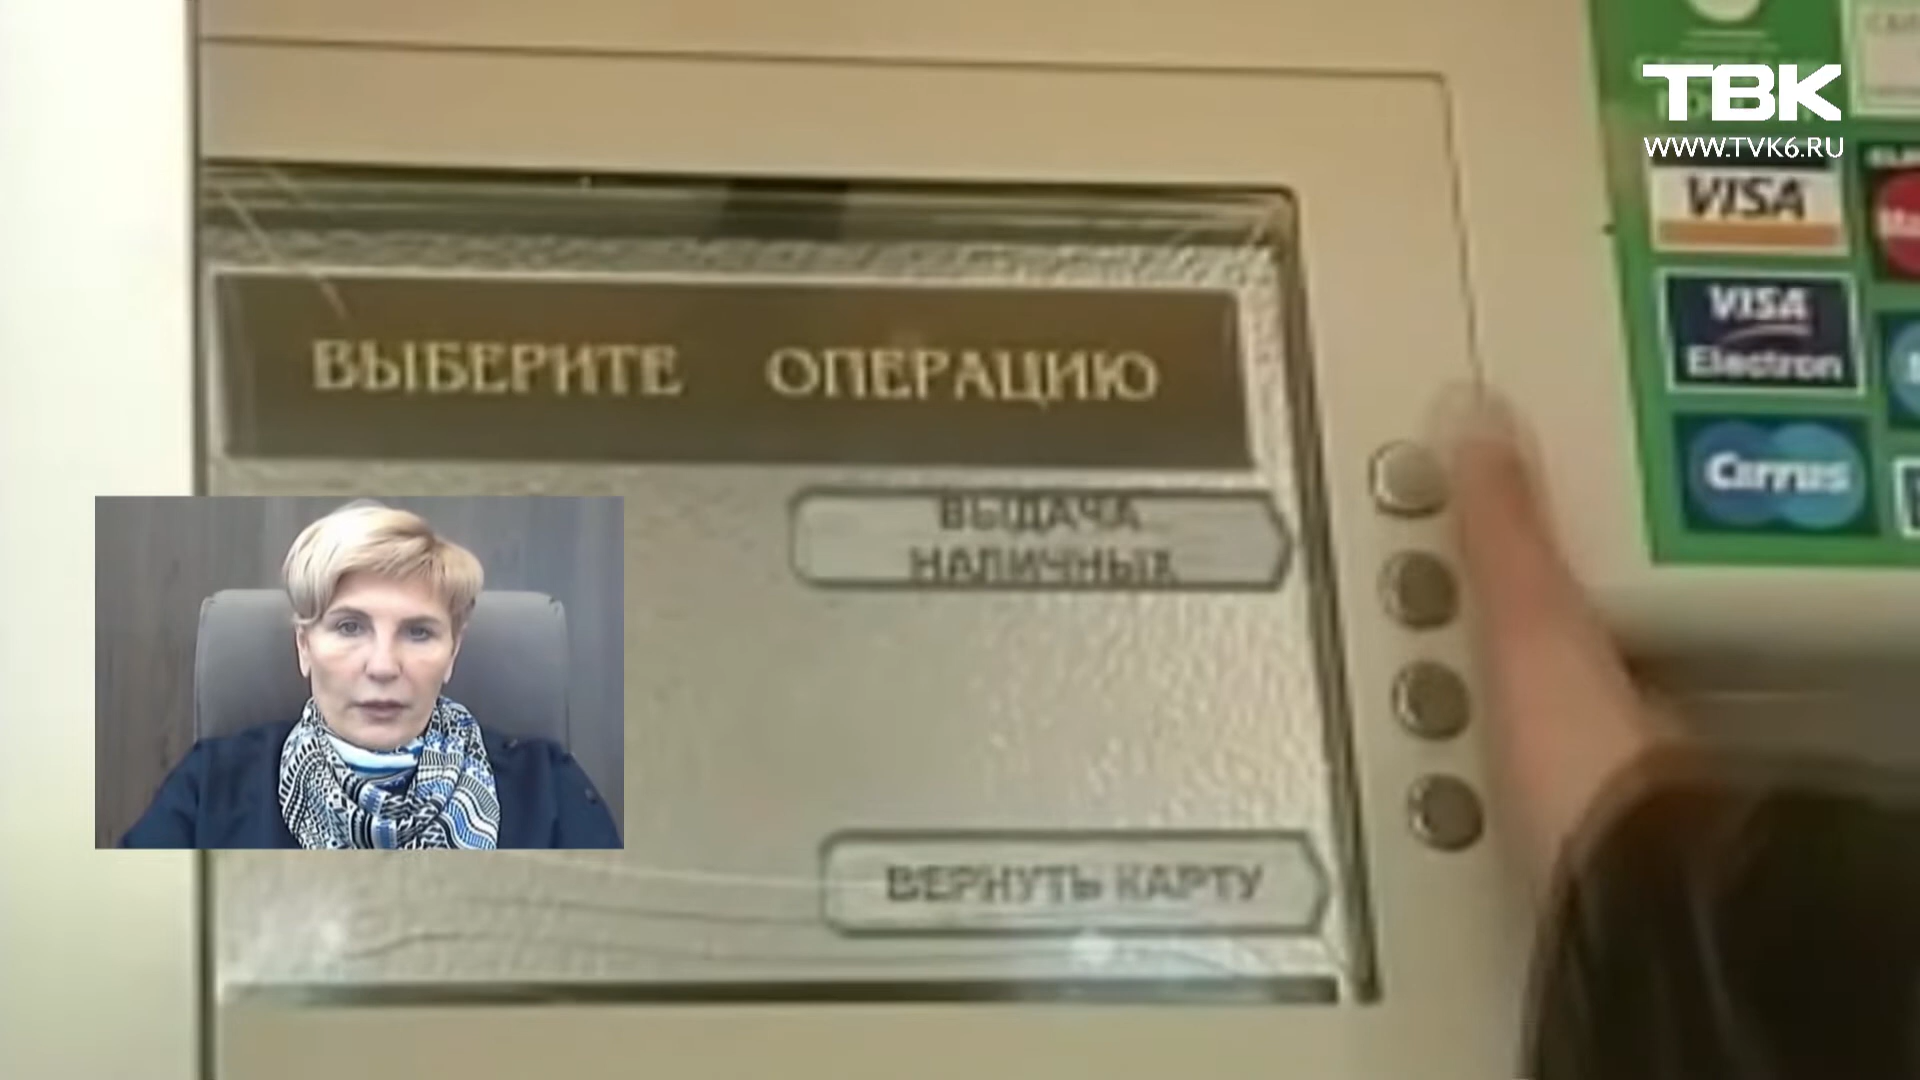 ТВК
WWW.TVK6.RU
VISA
VISA
Electron
Cirrus
ВЫБЕРИТЕ ОПЕРАЦИЮ
ВЫДАЧА
НАЛИЧНЫХ
ВЕРНУТЬ КАРТУ